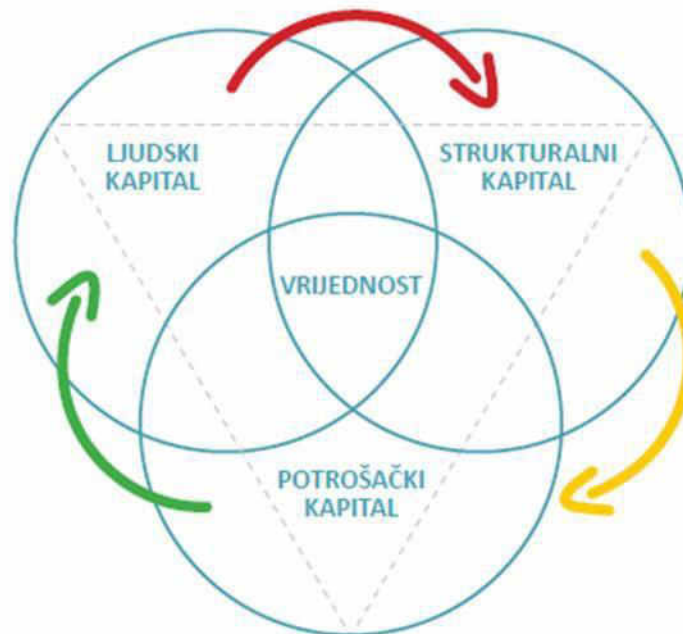 LJUDSKI
KAPITAL
STRUKTURALNI
KAPITAL
VRIJEDNOST
POTROŠAČKI
KAPITAL